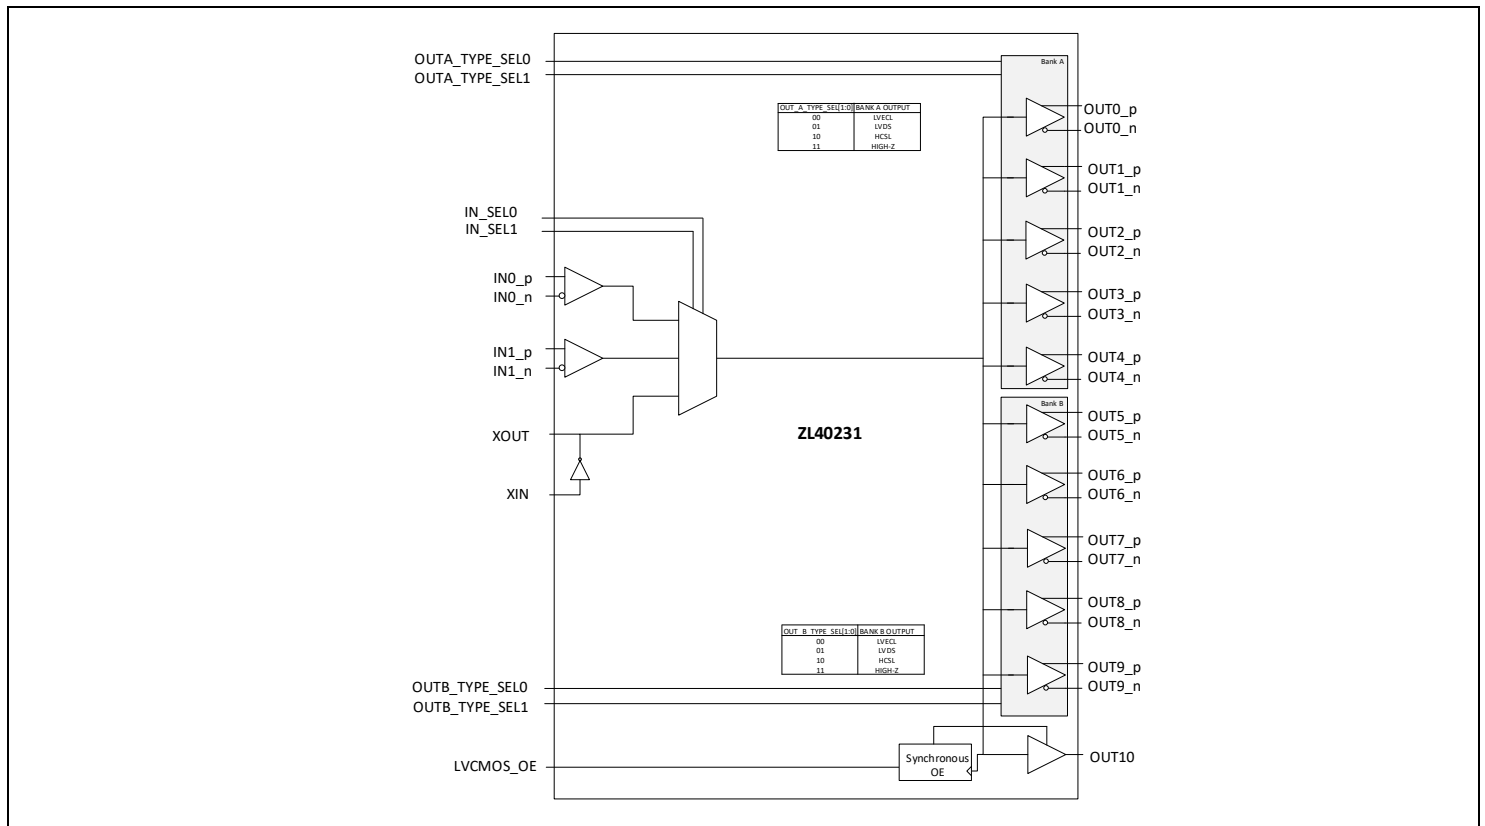 OUTA_TYPE_SEL0
OUTA_TYPE_SEL1
Bank A
OUT_A_TYPE_SEL[1:0] BANK A OUTPUT
00 LVECL
01 LVDS
10 HCSL
11 HIGH-Z
OUT0_p
OUT0_n
OUT1_p
OUT1_n
IN_SEL0
IN_SEL1
OUT2_p
OUT2_n
IN0_p
IN0_n
OUT3_p
OUT3_n
IN1_p
IN1_n
OUT4_p
OUT4_n
Bank B
OUT5_p
OUT5_n
XOUT
ZL40231
XIN
OUT6_p
OUT6_n
OUT7_p
OUT7_n
OUT8_p
OUT8_n
OUT_B_TYPE_SEL[1:0] BANK B OUTPUT
00 LVECL
01 LVDS
10 HCSL
11 HIGH-Z
OUT9_p
OUT9_n
OUTB_TYPE_SEL0
OUTB_TYPE_SEL1
LVCMOS_OE
Synchronous
OE
OUT10